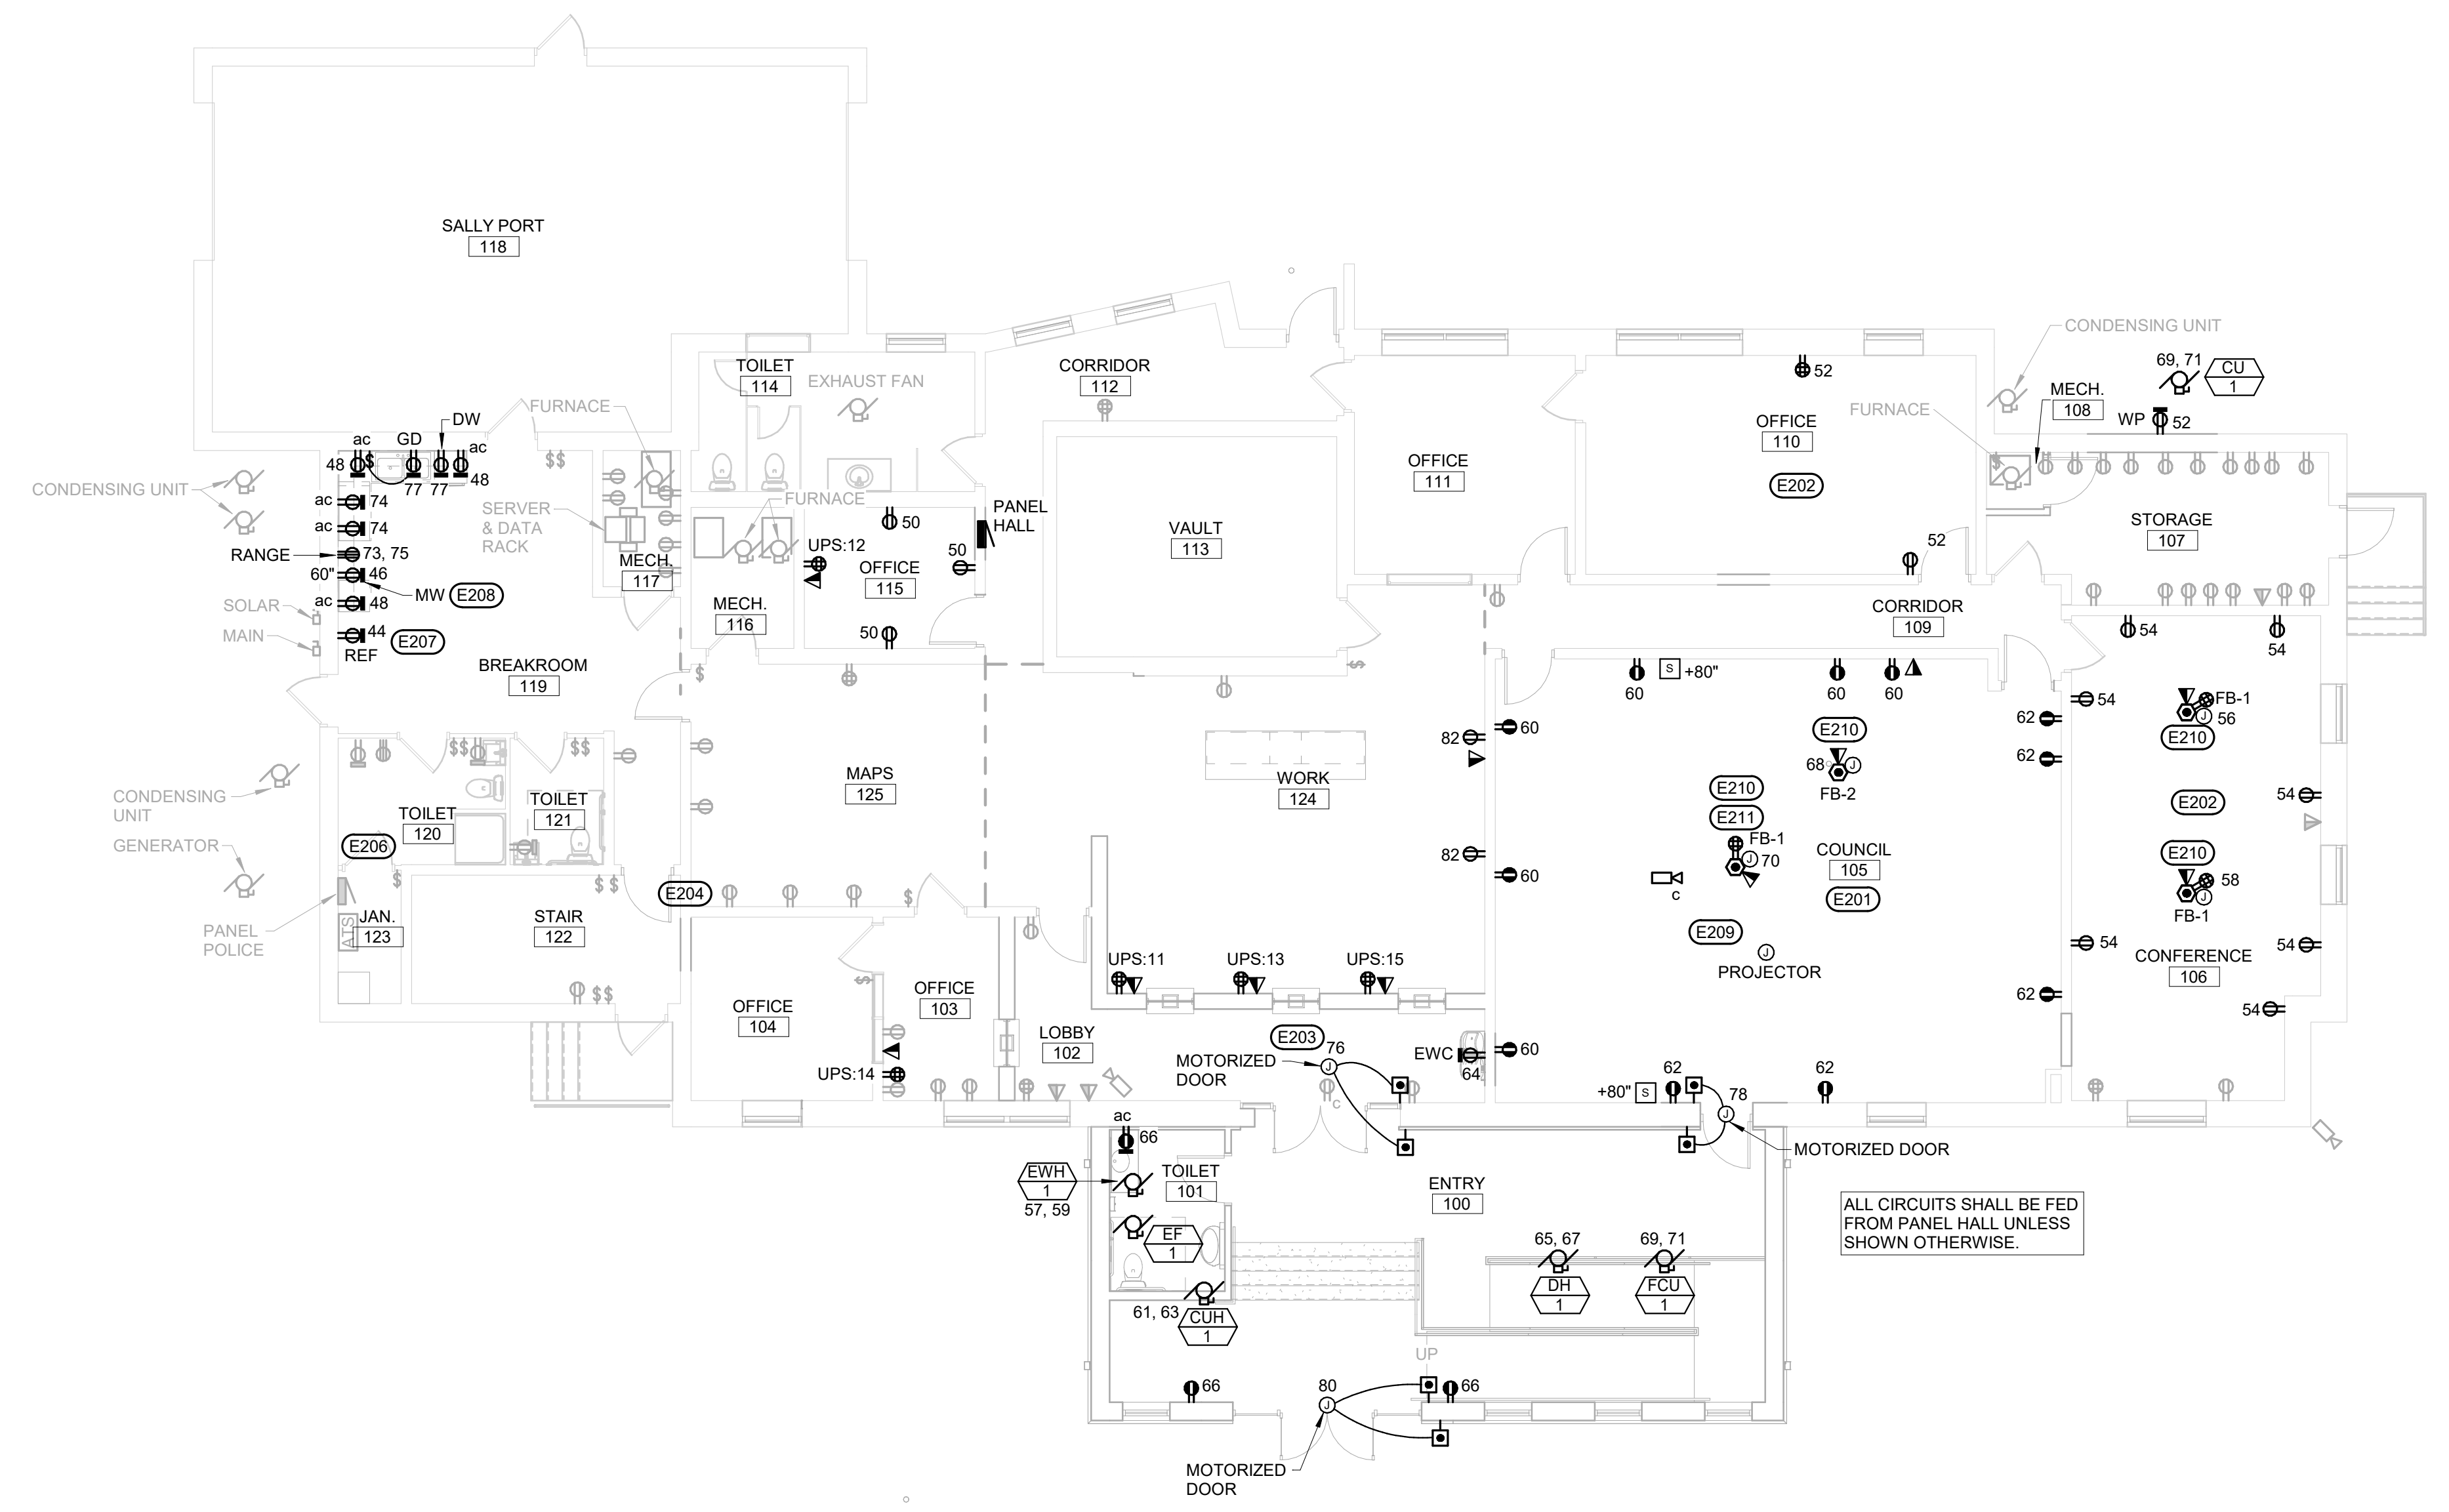 SALLY PORT
118
CONDENSING UNIT
TOILET
114
EXHAUST FAN
CORRIDOR
112
69, 71
CU
1
MECH.
108
FURNACE
52
OFFICE
110
E202
FURNACE
WP
52
DW
ac
GD
ac
48
77
77
48
CONDENSING UNIT
ac
74
ac
74
RANGE
73, 75
60"
46
MW
E208
ac
48
SOLAR
MAIN
44
REF
E207
BREAKROOM
119
SERVER
& DATA
RACK
MECH.
117
FURNACE
MECH.
116
UPS:12
50
50
OFFICE
115
50
PANEL
HALL
VAULT
113
OFFICE
111
52
CORRIDOR
109
STORAGE
107
54
54
60
S
+80"
60
60
54
FB-1
56
E210
62
62
E210
68
FB-2
E210
E211
FB-1
70
COUNCIL
105
E201
c
E209
PROJECTOR
J
J
J
J
J
54
E202
54
E210
58
FB-1
54
54
CONFERENCE
106
62
54
82
60
82
60
WORK
124
MAPS
125
CONDENSING
UNIT
GENERATOR
E206
TOILET
120
TOILET
121
PANEL
POLICE
ATS
JAN.
123
STAIR
122
E204
OFFICE
104
OFFICE
103
UPS:14
LOBBY
102
UPS:11
UPS:13
UPS:15
E203
76
J
MOTORIZED
DOOR
c
EWC
64
60
+80"
S
62
78
J
62
MOTORIZED DOOR
ac
66
EWH
1
57, 59
TOILET
101
EF
1
61, 63
CUH
1
ENTRY
100
65, 67
DH
1
69, 71
FCU
1
UP
66
80
J
66
MOTORIZED
DOOR
ALL CIRCUITS SHALL BE FED
FROM PANEL HALL UNLESS
SHOWN OTHERWISE.